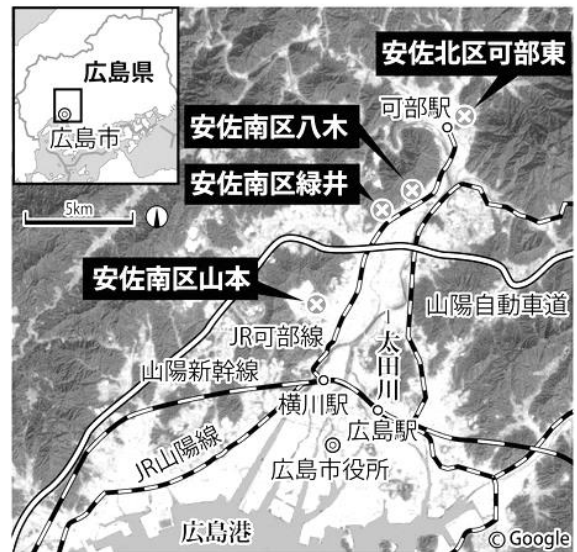 広島県
広島市
5km
安佐北区可部東
可部駅
安佐南区八木
安佐南区緑井
安佐南区山本
山陽自動車道
JR可部線
太田川
山陽新幹線
横川駅
広島駅
JR山陽線
広島市役所
広島港
© Google